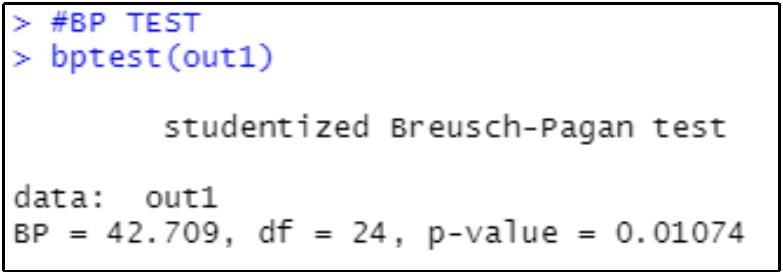 > #BP TEST
> bptest(out1)
studentized Breusch-Pagan test
data: out1
BP = 42.709, df = 24, p-value = 0.01074